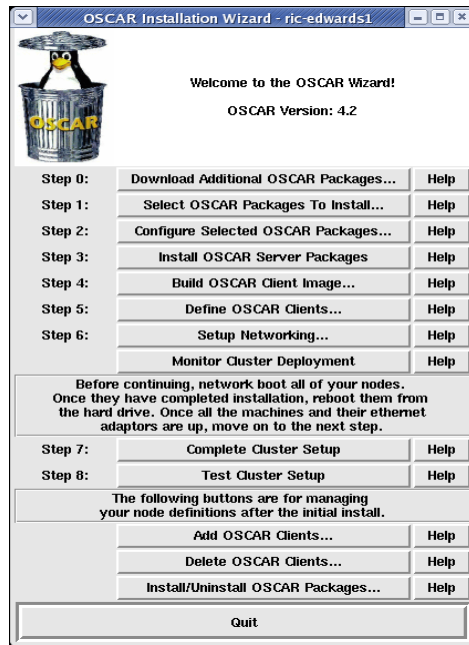 OSCAR Installation Wizard - ric-edwards1
OSCAR
Welcome to the OSCAR Wizard!
OSCAR Version: 4.2
Step 0: Download Additional OSCAR Packages... Help
Step 1: Select OSCAR Packages To Install... Help
Step 2: Configure Selected OSCAR Packages... Help
Step 3: Install OSCAR Server Packages Help
Step 4: Build OSCAR Client Image... Help
Step 5: Define OSCAR Clients... Help
Step 6: Setup Networking... Help
Monitor Cluster Deployment Help
Before continuing, network boot all of your nodes.
Once they have completed installation, reboot them from
the hard drive. Once all the machines and their ethernet
adaptors are up, move on to the next step.
Step 7: Complete Cluster Setup Help
Step 8: Test Cluster Setup Help
The following buttons are for managing
your node definitions after the initial install.
Add OSCAR Clients... Help
Delete OSCAR Clients... Help
Install/Uninstall OSCAR Packages... Help
Quit